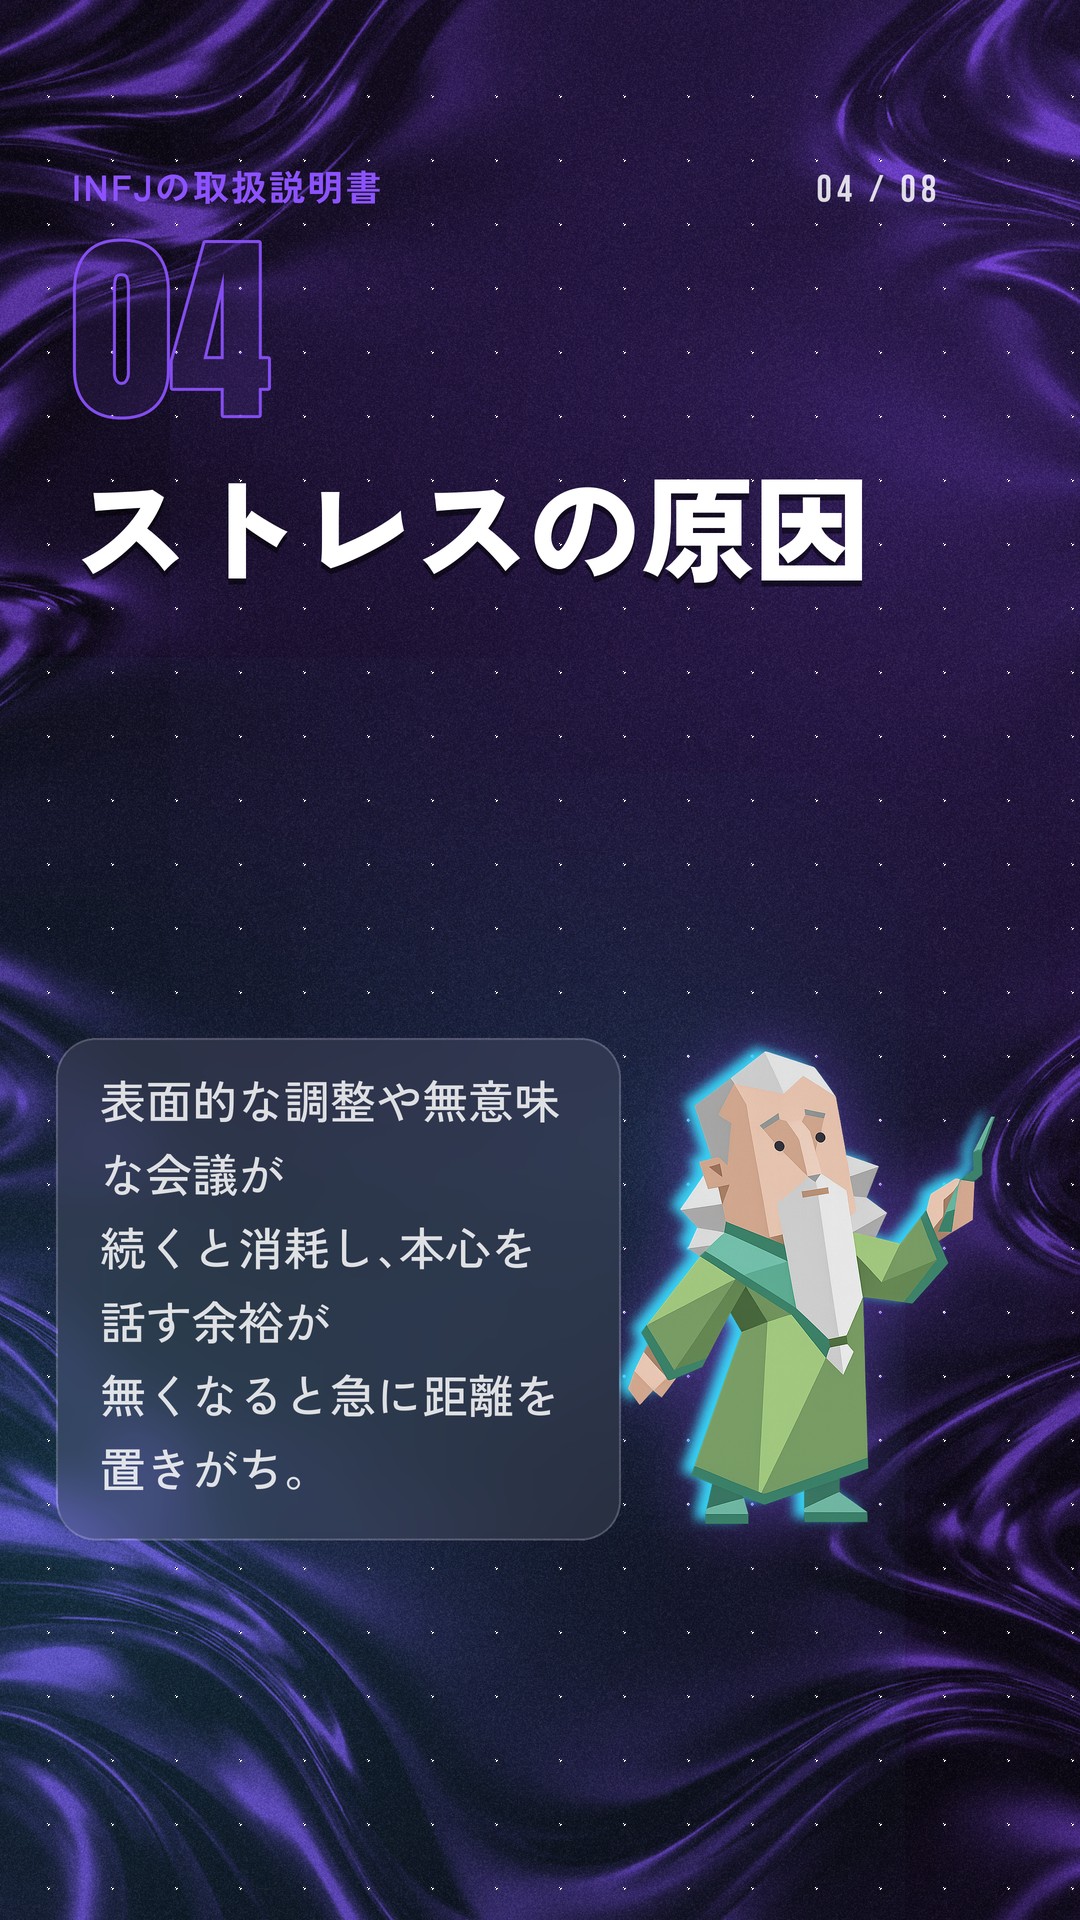 INFJの取扱説明書
04 / 08
04
ストレスの原因
表面的な調整や無意味
な会議が
続くと消耗し、本心を
話す余裕が
無くなると急に距離を
置きがち。